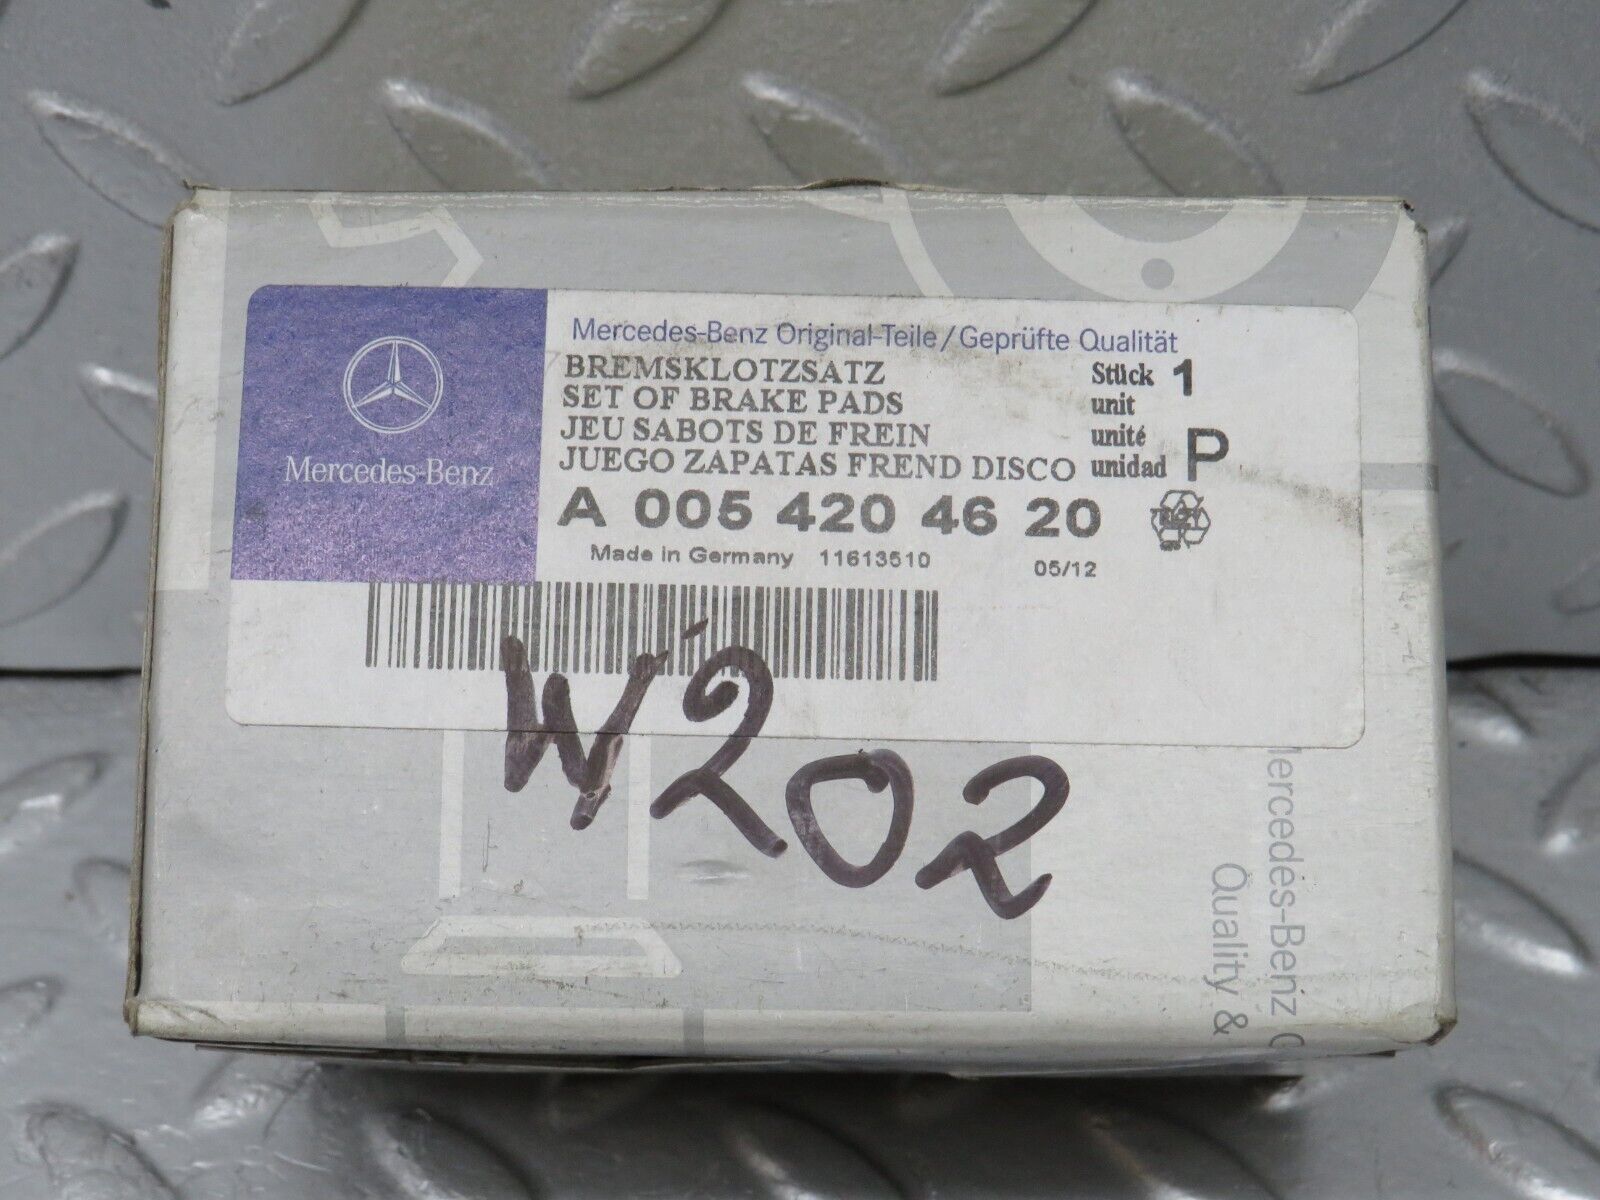 Mercedes-Benz
Mercedes-Benz Original-Teile/Geprüfte Qualität
BREMSKLOTZSATZ Stück 1
SET OF BRAKE PADS unit
JEU SABOTS DE FREIN unité P
JUEGO ZAPATAS FREND DISCO unidad
A 005 420 46 20
Made in Germany 11613510 05/12
W202
Mercedes-Benz
Quality &